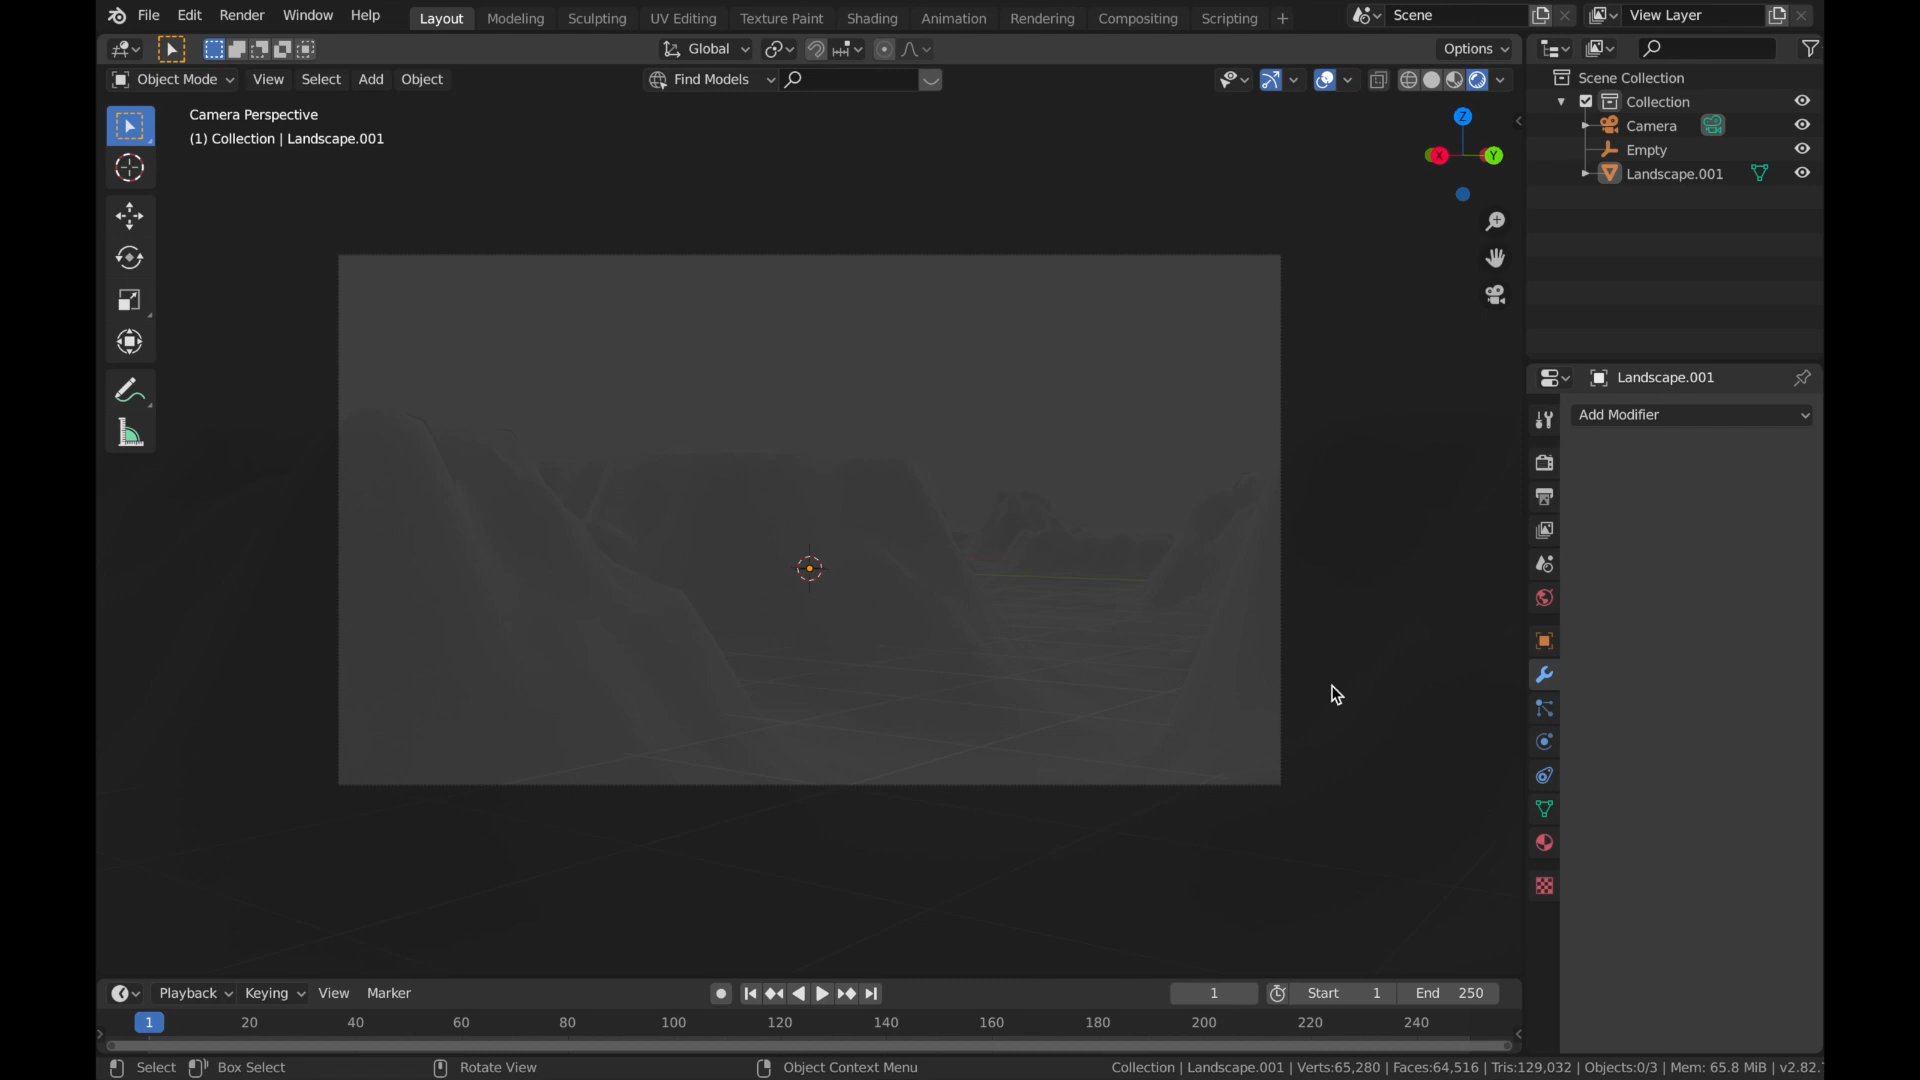 File Edit Render Window Help Layout Modeling Sculpting UV Editing Texture Paint Shading Animation Rendering Compositing Scripting + Scene View Layer
Global Options
Object Mode View Select Add Object Find Models
Camera Perspective
(1) Collection | Landscape.001
Z
X
Y
Scene Collection
Collection
Camera
Empty
Landscape.001
Landscape.001
Add Modifier
Playback Keying View Marker 1 Start 1 End 250
1 20 40 60 80 100 120 140 160 180 200 220 240
Select Box Select Rotate View Object Context Menu Collection | Landscape.001 | Verts:65,280 | Faces:64,516 | Tris:129,032 | Objects:0/3 | Mem: 65.8 MiB | v2.82.